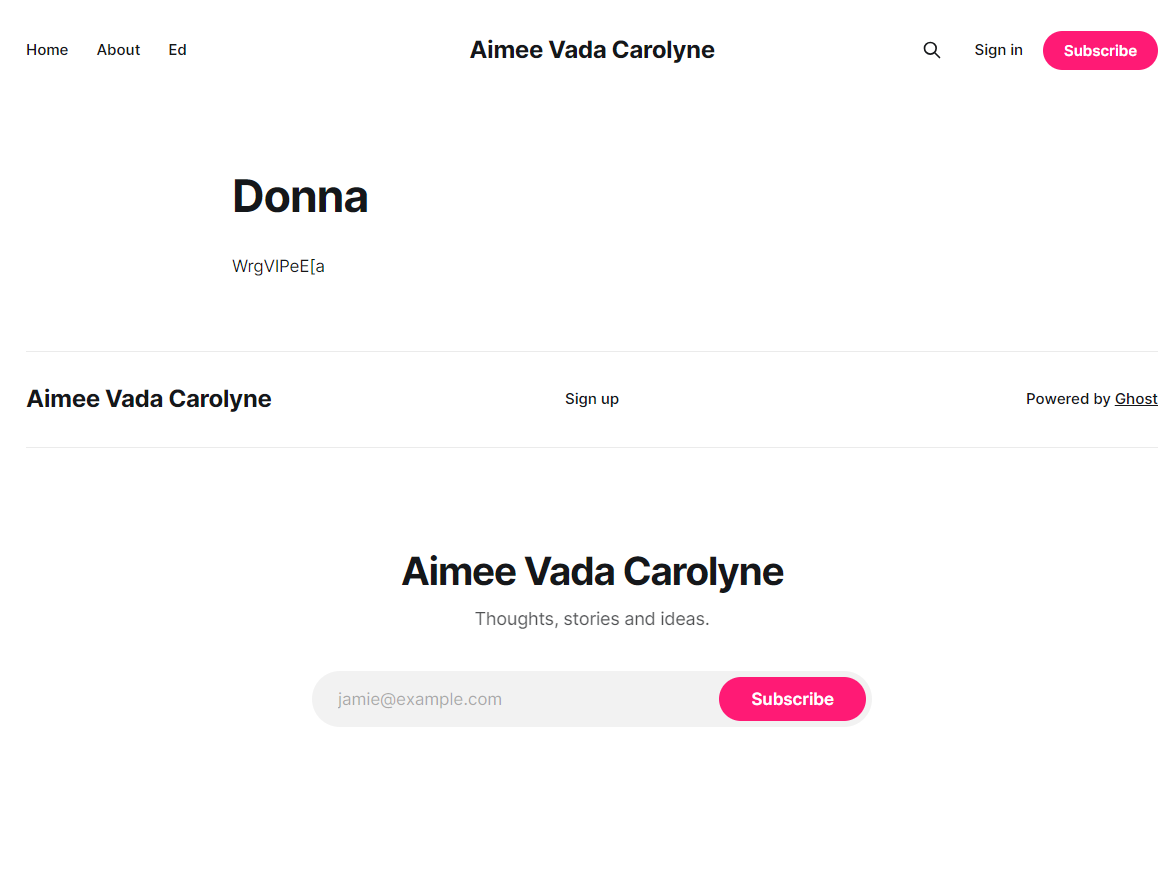 Home About Ed Aimee Vada Carolyne Sign in Subscribe
Donna
Aimee Vada Carolyne Sign up Powered by Ghost
Aimee Vada Carolyne
Thoughts, stories and ideas.
jamie@example.com Subscribe